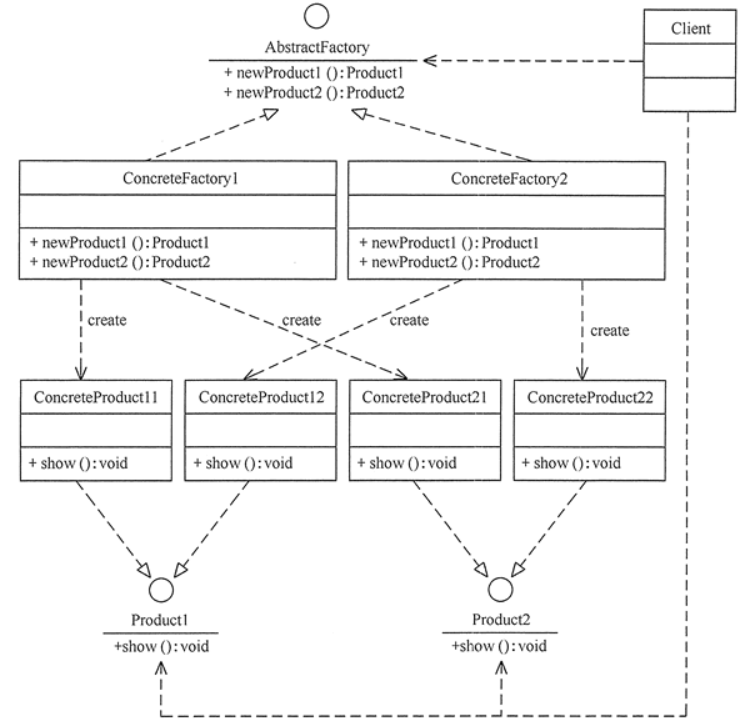 AbstractFactory
+ newProduct1 (): Product1
+ newProduct2 (): Product2
Client
ConcreteFactory1
+ newProduct1 (): Product1
+ newProduct2 (): Product2
ConcreteFactory2
+ newProduct1 (): Product1
+ newProduct2 (): Product2
create
create
create
create
ConcreteProduct11
+ show (): void
ConcreteProduct12
+ show (): void
ConcreteProduct21
+ show (): void
ConcreteProduct22
+ show (): void
Product1
+show (): void
Product2
+show (): void